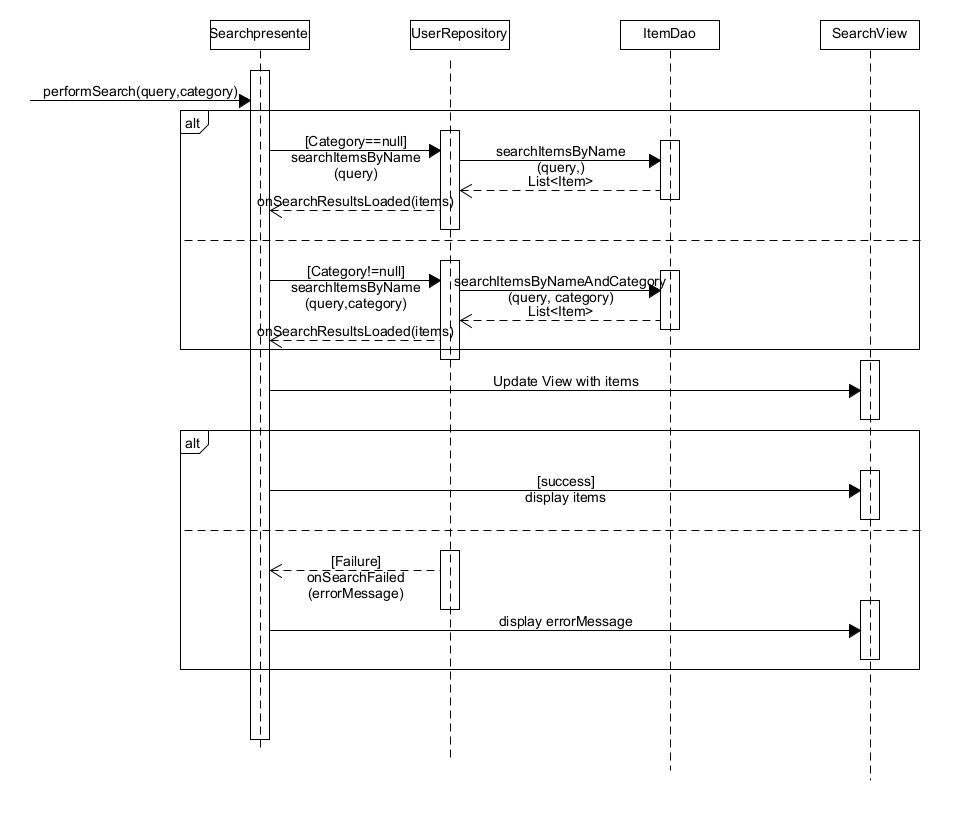 Searchpresente
UserRepository
ItemDao
SearchView
performSearch(query,category)
alt
[Category==null]
searchItemsByName
(query)
searchItemsByName
(query,)
List<Item>
onSearchResultsLoaded(items)
[Category!=null]
searchItemsByName
(query,category)
searchItemsByNameAndCategory
(query, category)
List<Item>
onSearchResultsLoaded(items)
Update View with items
alt
[success]
display items
[Failure]
onSearchFailed
(errorMessage)
display errorMessage